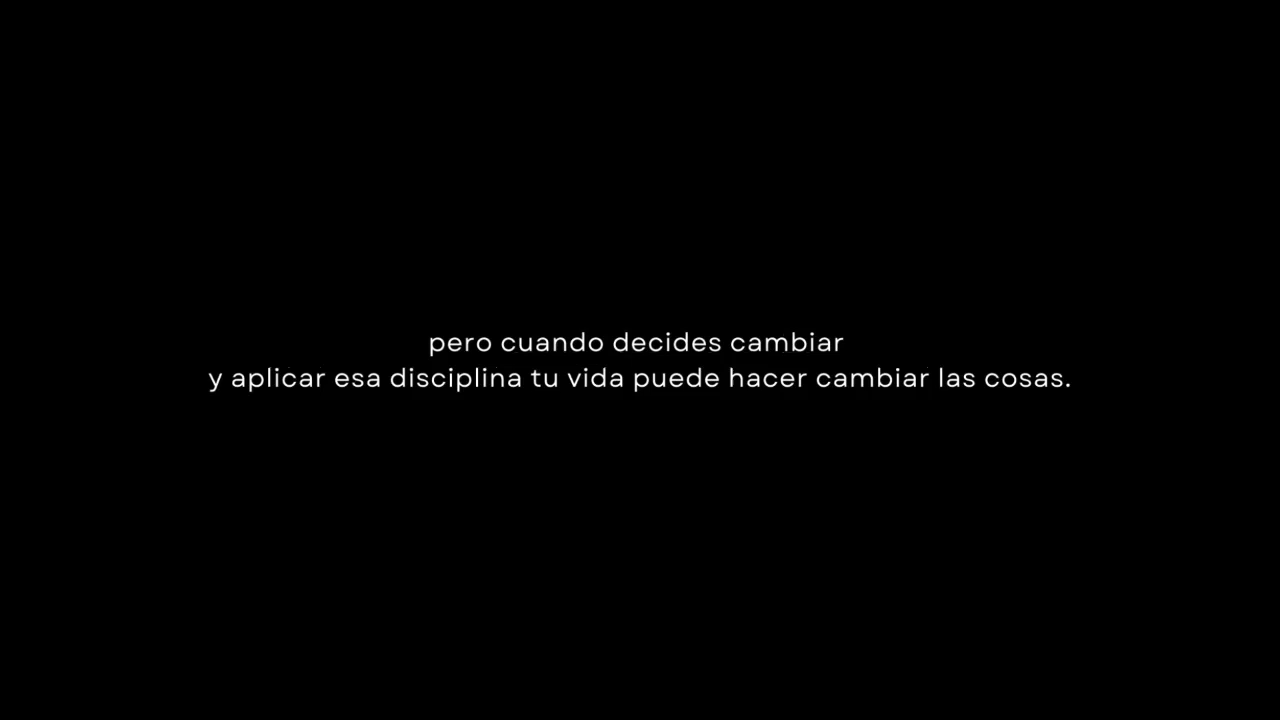 pero cuando decides cambiar
y aplicar esa disciplina tu vida puede hacer cambiar las cosas.